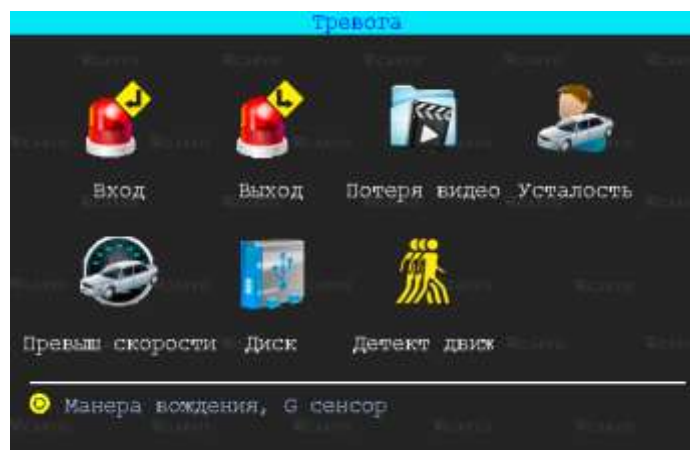 Тревога
Вход Выход Потеря видео Усталость
Превыш скорости Диск Детект движ
Манера вождения, G сенсор